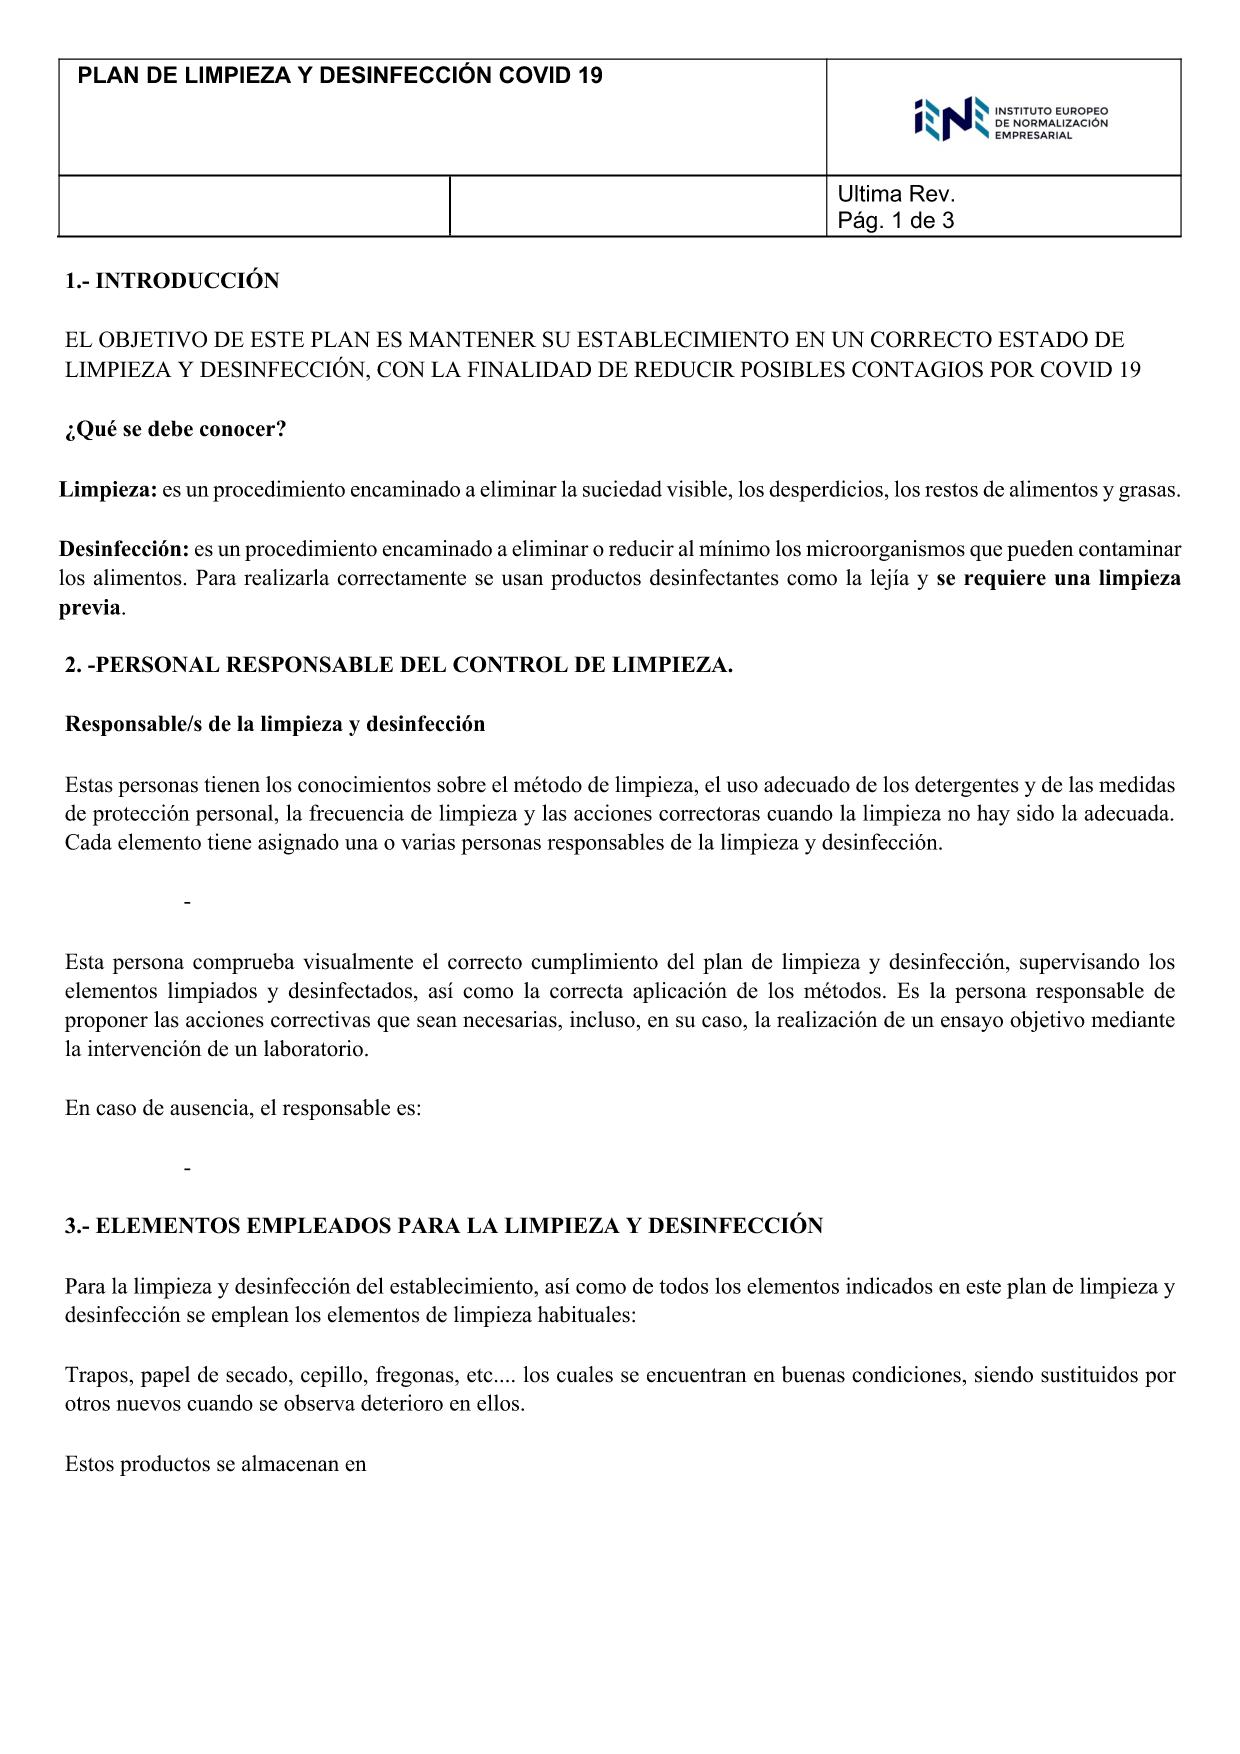 PLAN DE LIMPIEZA Y DESINFECCIÓN COVID 19
iENE
INSTITUTO EUROPEO
DE NORMALIZACIÓN
EMPRESARIAL
Ultima Rev.
Pág. 1 de 3
1.- INTRODUCCIÓN
EL OBJETIVO DE ESTE PLAN ES MANTENER SU ESTABLECIMIENTO EN UN CORRECTO ESTADO DE
LIMPIEZA Y DESINFECCIÓN, CON LA FINALIDAD DE REDUCIR POSIBLES CONTAGIOS POR COVID 19
¿Qué se debe conocer?
Limpieza: es un procedimiento encaminado a eliminar la suciedad visible, los desperdicios, los restos de alimentos y grasas.
Desinfección: es un procedimiento encaminado a eliminar o reducir al mínimo los microorganismos que pueden contaminar
los alimentos. Para realizarla correctamente se usan productos desinfectantes como la lejía y se requiere una limpieza
previa.
2. -PERSONAL RESPONSABLE DEL CONTROL DE LIMPIEZA.
Responsable/s de la limpieza y desinfección
Estas personas tienen los conocimientos sobre el método de limpieza, el uso adecuado de los detergentes y de las medidas
de protección personal, la frecuencia de limpieza y las acciones correctoras cuando la limpieza no hay sido la adecuada.
Cada elemento tiene asignado una o varias personas responsables de la limpieza y desinfección.
-
Esta persona comprueba visualmente el correcto cumplimiento del plan de limpieza y desinfección, supervisando los
elementos limpiados y desinfectados, así como la correcta aplicación de los métodos. Es la persona responsable de
proponer las acciones correctivas que sean necesarias, incluso, en su caso, la realización de un ensayo objetivo mediante
la intervención de un laboratorio.
En caso de ausencia, el responsable es:
-
3.- ELEMENTOS EMPLEADOS PARA LA LIMPIEZA Y DESINFECCIÓN
Para la limpieza y desinfección del establecimiento, así como de todos los elementos indicados en este plan de limpieza y
desinfección se emplean los elementos de limpieza habituales:
Trapos, papel de secado, cepillo, fregonas, etc.... los cuales se encuentran en buenas condiciones, siendo sustituidos por
otros nuevos cuando se observa deterioro en ellos.
Estos productos se almacenan en